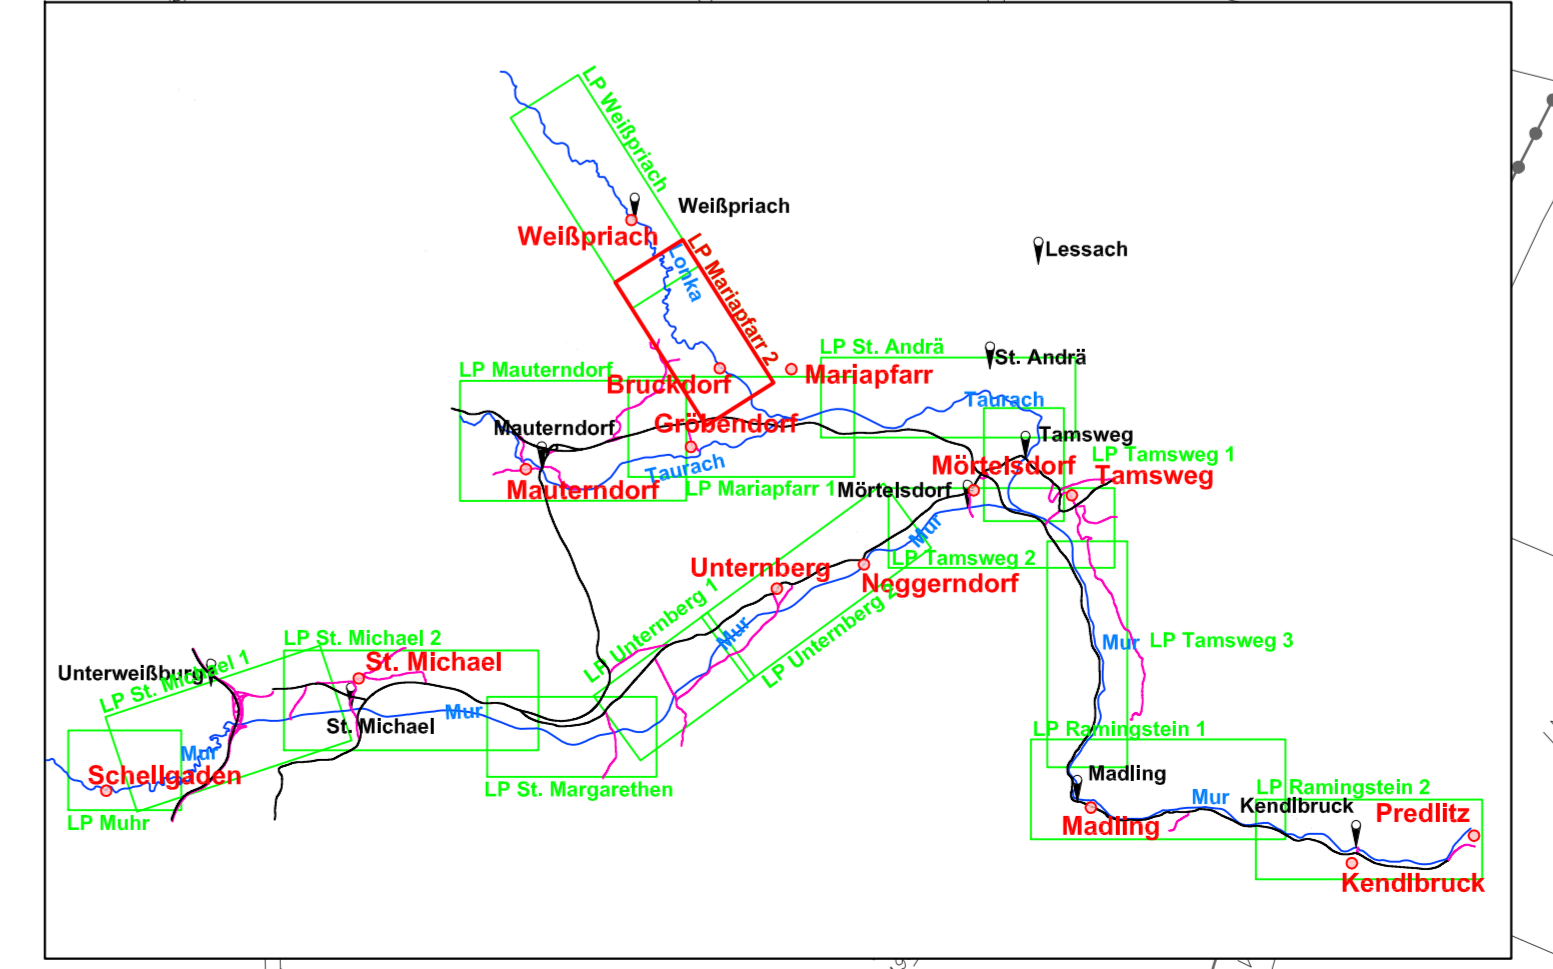 LP Weißpriach
Weißpriach
Weißpriach
Lessach
LP Mariapfarr 2
Lonka
LP St. Andrä
St. Andrä
LP Mauterndorf
Bruckdorf
Mariapfarr
Taurach
Mauterndorf
Gröbendorf
Tamsweg
LP Tamsweg 1
Taurach
Mörtelsdorf
Tamsweg
Mauterndorf
LP Mariapfarr 1
Mörtelsdorf
Mur
LP Tamsweg 2
Unternberg
Neggerndorf
LP Unternberg 1
LP Unternberg 2
Mur
LP St. Michael 2
Mur
LP Tamsweg 3
St. Michael
Unterweißburg
LP St. Michael 1
Mur
St. Michael
LP Ramingstein 1
Mur
Schellgaden
LP St. Margarethen
Madling
LP Ramingstein 2
LP Muhr
Mur
Kendlbruck
Predlitz
Madling
Kendlbruck